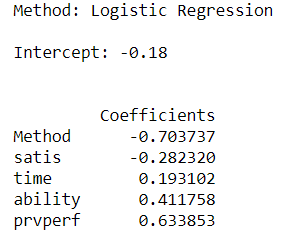 Method: Logistic Regression
Intercept: -0.18
Coefficients
Method -0.703737
satis -0.282320
time 0.193102
ability 0.411758
prvperf 0.633853